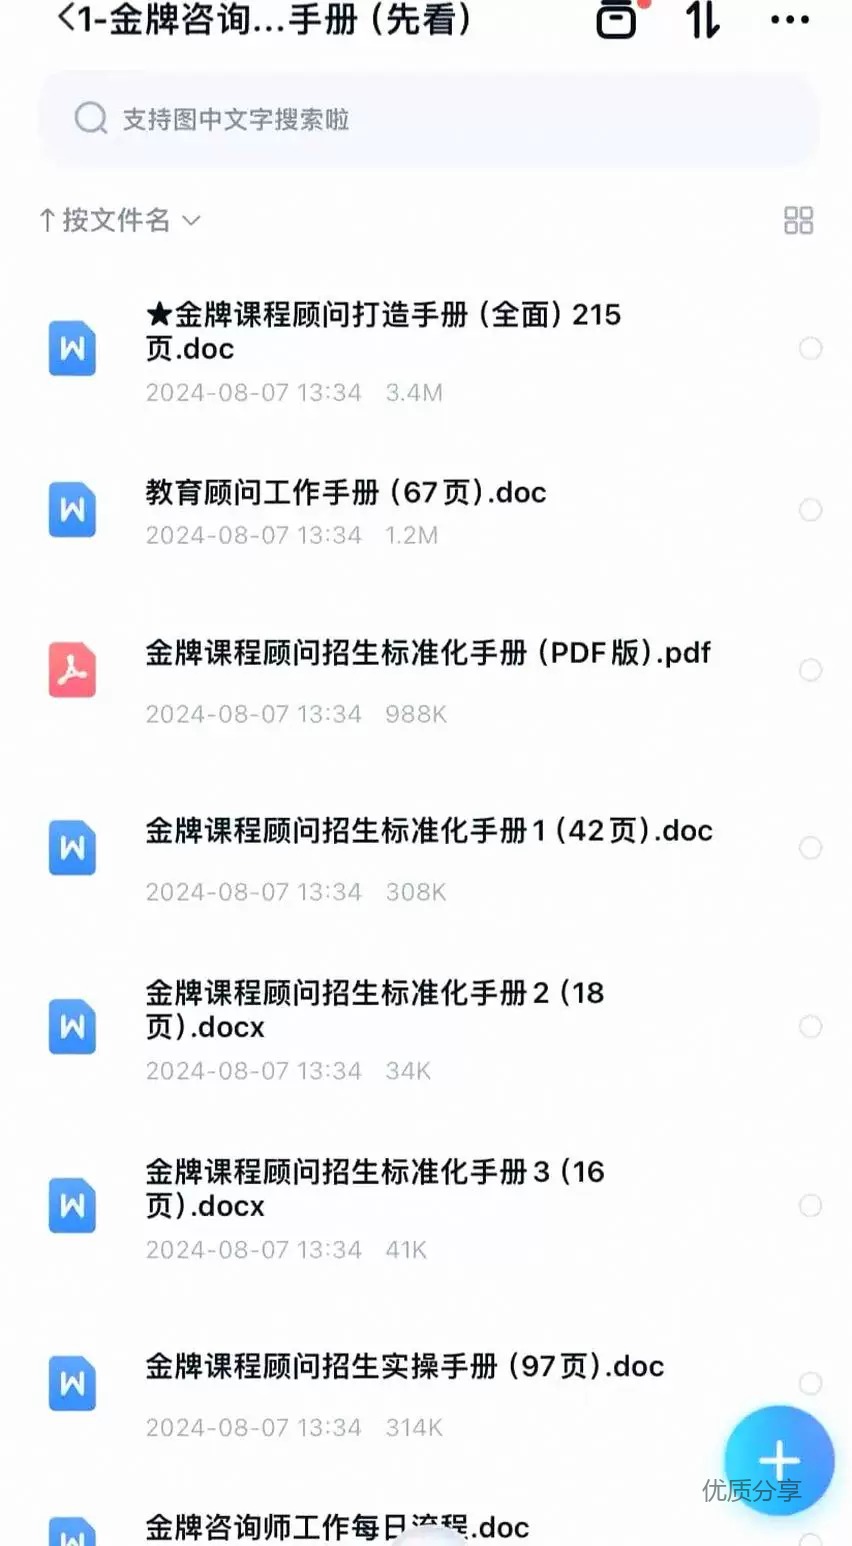 1-金牌咨询...手册（先看）
支持图中文字搜索啦
↑按文件名
★金牌课程顾问打造手册（全面）215
页.doc
2024-08-07 13:34 3.4M
教育顾问工作手册（67页）.doc
2024-08-07 13:34 1.2M
金牌课程顾问招生标准化手册（PDF版）.pdf
2024-08-07 13:34 988K
金牌课程顾问招生标准化手册1（42页）.doc
2024-08-07 13:34 308K
金牌课程顾问招生标准化手册2（18
页）.docx
2024-08-07 13:34 34K
金牌课程顾问招生标准化手册3（16
页）.docx
2024-08-07 13:34 41K
金牌课程顾问招生实操手册（97页）.doc
2024-08-07 13:34 314K
优质分享
金牌咨询师工作每日流程.doc